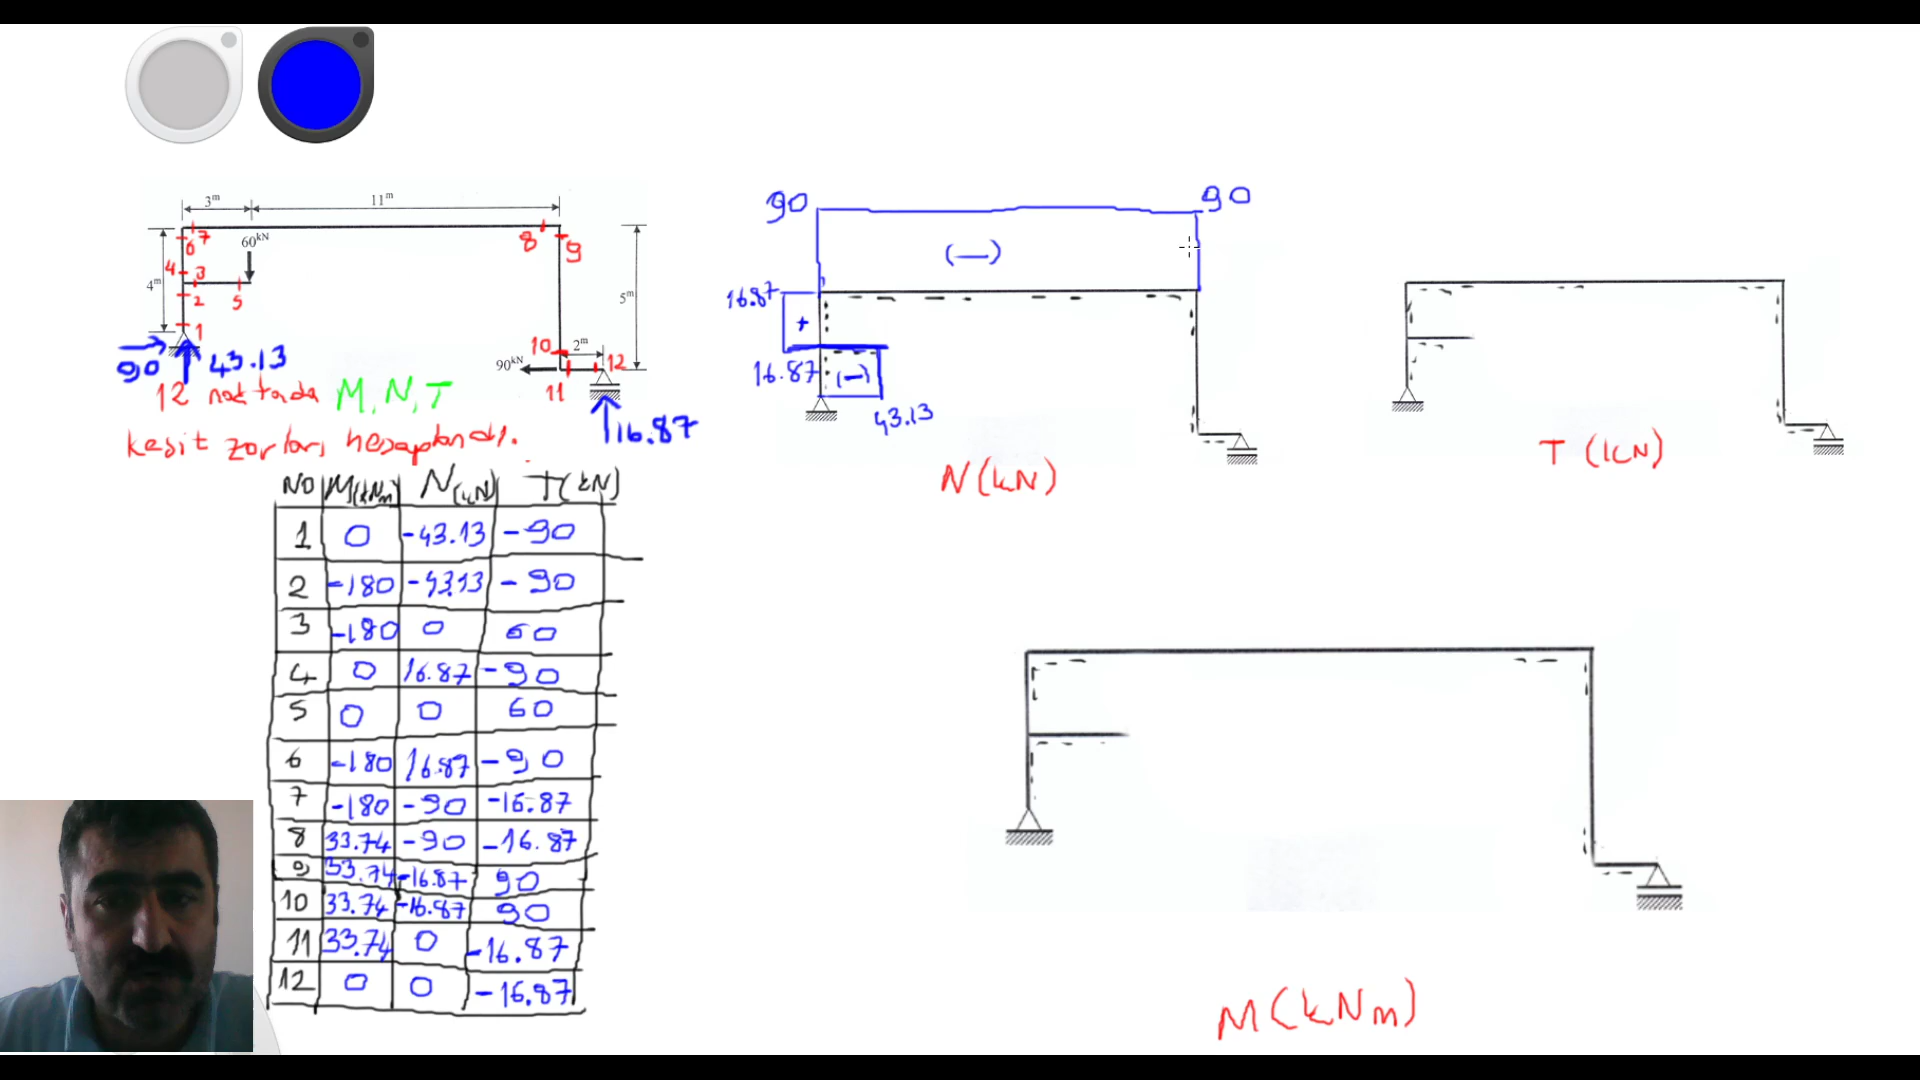 3m 11m
60kN
4m
5m
6 7
8
9
4 3
2 5
1
10 2m
90kN
12
11
90 43.13
16.87
12 noktada M, N, T
kesit zorları hesaplandı.
NO M(kNm) N(kN) T(kN)
1 0 -43.13 -90
2 -180 -43.13 -90
3 -180 0 60
4 0 16.87 -90
5 0 0 60
6 -180 16.87 -90
7 -180 -90 -16.87
8 33.74 -90 -16.87
9 33.74 -16.87 90
10 33.74 -16.87 90
11 33.74 0 -16.87
12 0 0 -16.87
90 90
(—)
16.87
+
16.87 (—)
43.13
N(kN)
T(kN)
M(kNm)